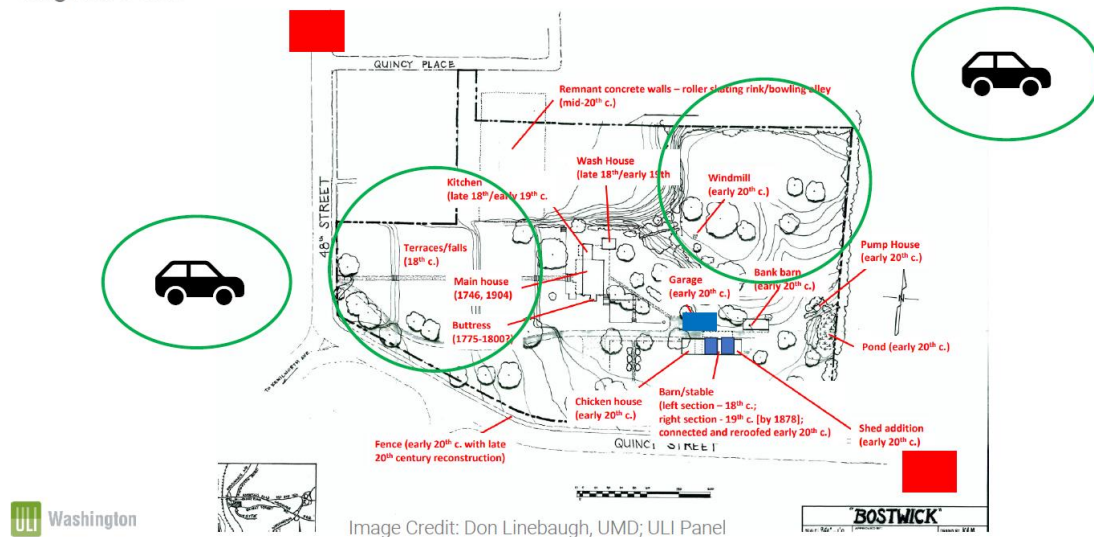 QUINCY PLACE
Remnant concrete walls – roller skating rink/bowling alley
(mid-20th c.)
Wash House
(late 18th/early 19th
Kitchen
(late 18th/early 19th c.
Windmill
(early 20th c.)
48th STREET
Terraces/falls
(18th c.)
Pump House
(early 20th c.)
Main house
(1746, 1904)
Garage
(early 20th c.)
Bank barn
(early 20th c.)
N
Buttress
(1775-1800?)
Pond (early 20th c.)
TO KENILWORTH AVE.
Chicken house
(early 20th c.)
Barn/stable
(left section – 18th c.;
right section - 19th c. [by 1878];
connected and reroofed early 20th c.)
Shed addition
(early 20th c.)
Fence (early 20th c. with late
20th century reconstruction)
QUINCY STREET
ULI Washington
Image Credit: Don Linebaugh, UMD; ULI Panel
"BOSTWICK"